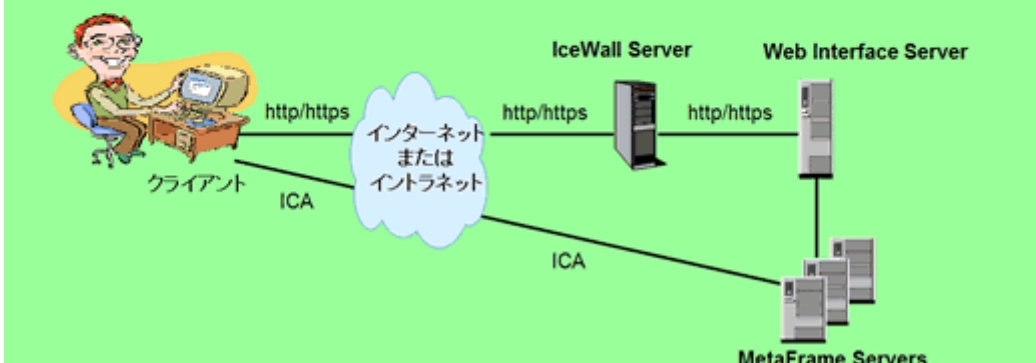 IceWall Server
Web Interface Server
http/https
http/https
http/https
インターネット
または
イントラネット
クライアント
ICA
ICA
MetaFrame Servers